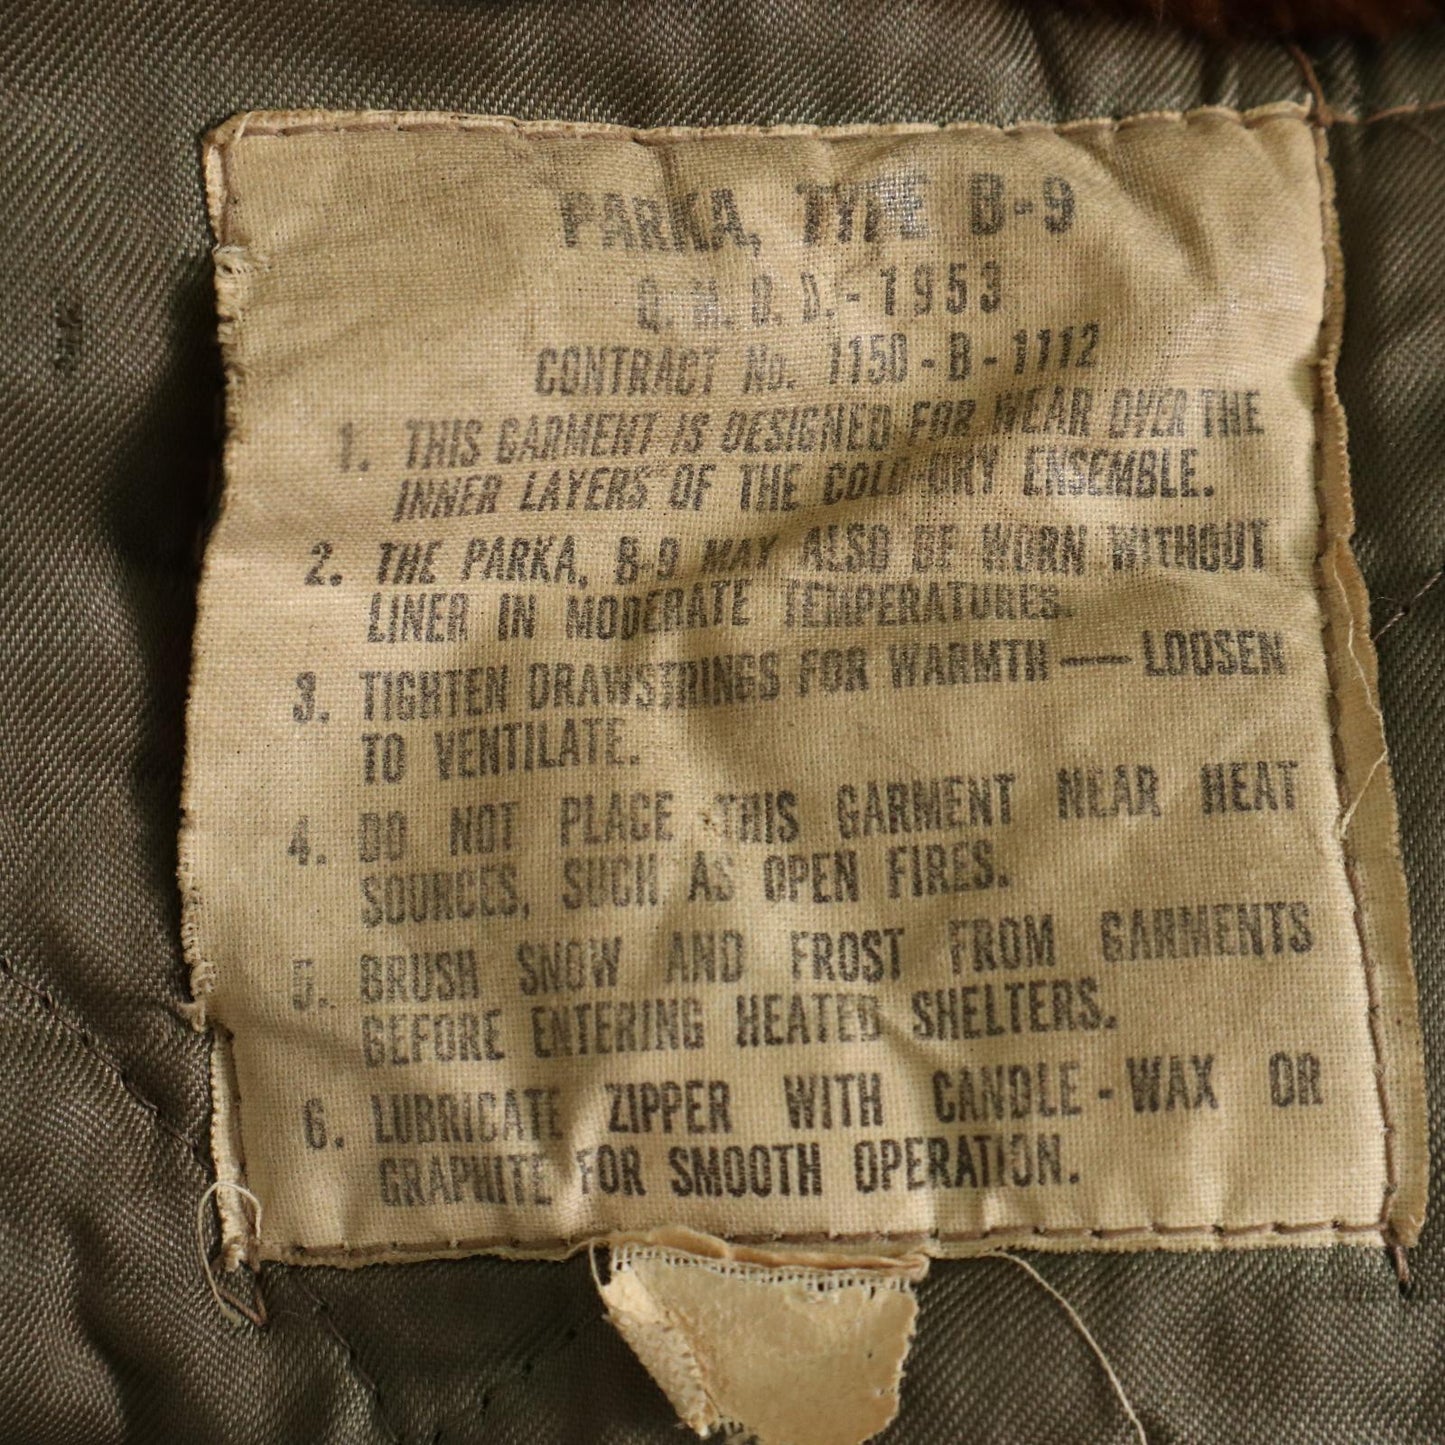 PARKA, TYPE B-9
Q.M.O.D.-1953
CONTRACT No. 1150-B-1112
1. THIS GARMENT IS DESIGNED FOR WEAR OVER THE
INNER LAYERS OF THE COLD-DRY ENSEMBLE.
2. THE PARKA, B-9 MAY ALSO BE WORN WITHOUT
LINER IN MODERATE TEMPERATURES.
3. TIGHTEN DRAWSTRINGS FOR WARMTH — LOOSEN
TO VENTILATE.
4. DO NOT PLACE THIS GARMENT NEAR HEAT
SOURCES, SUCH AS OPEN FIRES.
5. BRUSH SNOW AND FROST FROM GARMENTS
BEFORE ENTERING HEATED SHELTERS.
6. LUBRICATE ZIPPER WITH CANDLE-WAX OR
GRAPHITE FOR SMOOTH OPERATION.